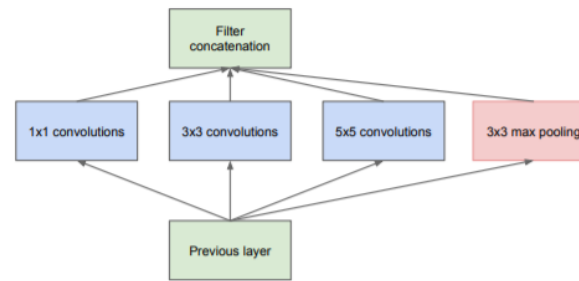 Filter
concatenation
1x1 convolutions
3x3 convolutions
5x5 convolutions
3x3 max pooling
Previous layer